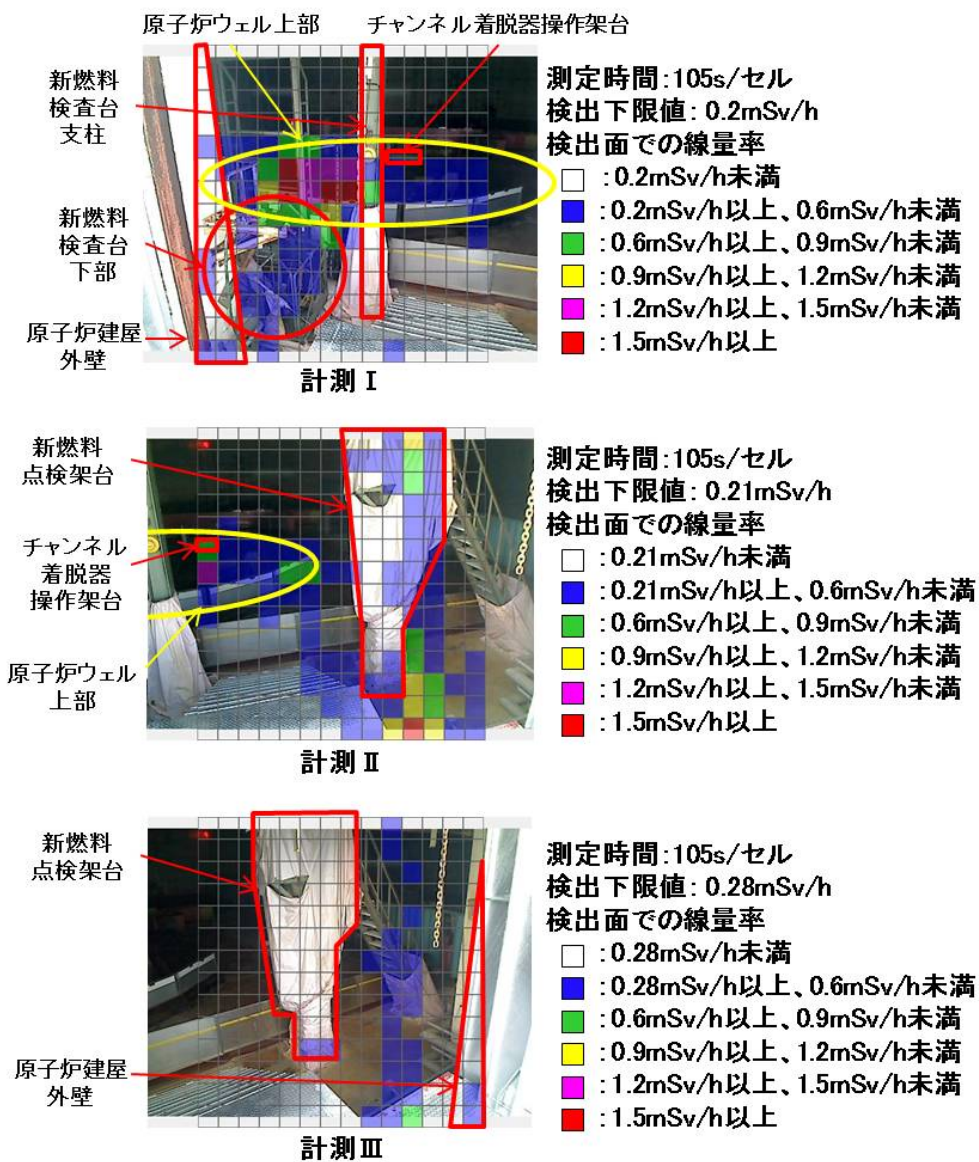 原子炉ウェル上部
チャンネル着脱器操作架台
新燃料
検査台
支柱
新燃料
検査台
下部
原子炉建屋
外壁
計測Ⅰ
測定時間:105s/セル
検出下限値: 0.2mSv/h
検出面での線量率
:0.2mSv/h未満
:0.2mSv/h以上、0.6mSv/h未満
:0.6mSv/h以上、0.9mSv/h未満
:0.9mSv/h以上、1.2mSv/h未満
:1.2mSv/h以上、1.5mSv/h未満
:1.5mSv/h以上
新燃料
点検架台
チャンネル
着脱器
操作架台
原子炉ウェル
上部
計測Ⅱ
測定時間:105s/セル
検出下限値: 0.21mSv/h
検出面での線量率
:0.21mSv/h未満
:0.21mSv/h以上、0.6mSv/h未満
:0.6mSv/h以上、0.9mSv/h未満
:0.9mSv/h以上、1.2mSv/h未満
:1.2mSv/h以上、1.5mSv/h未満
:1.5mSv/h以上
新燃料
点検架台
原子炉建屋
外壁
計測Ⅲ
測定時間:105s/セル
検出下限値: 0.28mSv/h
検出面での線量率
:0.28mSv/h未満
:0.28mSv/h以上、0.6mSv/h未満
:0.6mSv/h以上、0.9mSv/h未満
:0.9mSv/h以上、1.2mSv/h未満
:1.2mSv/h以上、1.5mSv/h未満
:1.5mSv/h以上